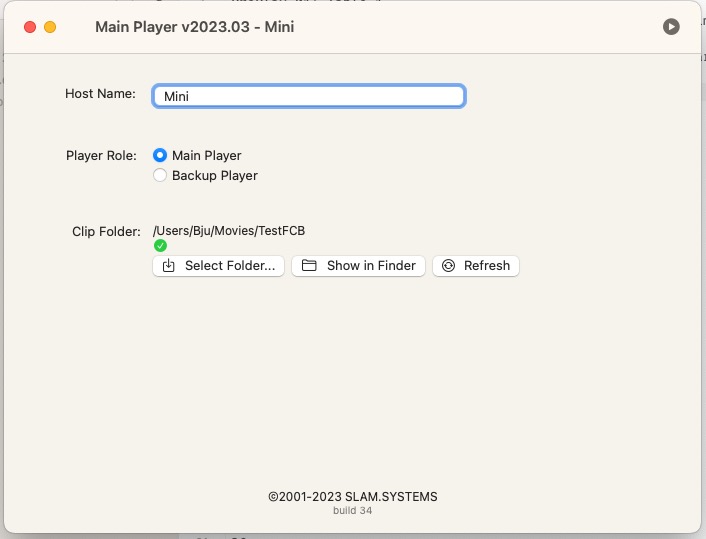 Main Player v2023.03 - Mini
Host Name: Mini
Player Role: Main Player
Backup Player
Clip Folder: /Users/Bju/Movies/TestFCB
Select Folder... Show in Finder Refresh
©2001-2023 SLAM.SYSTEMS
build 34